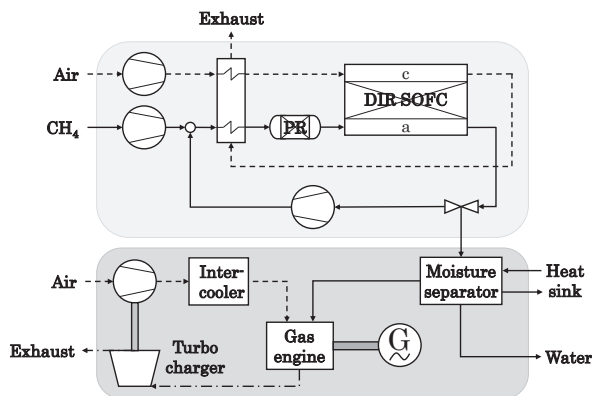 Exhaust
Air
c
DIR SOFC
CH₄
PR
a
Air
Inter-
cooler
Moisture
separator
Heat
sink
Gas
engine
G
Exhaust
Turbo
charger
Water